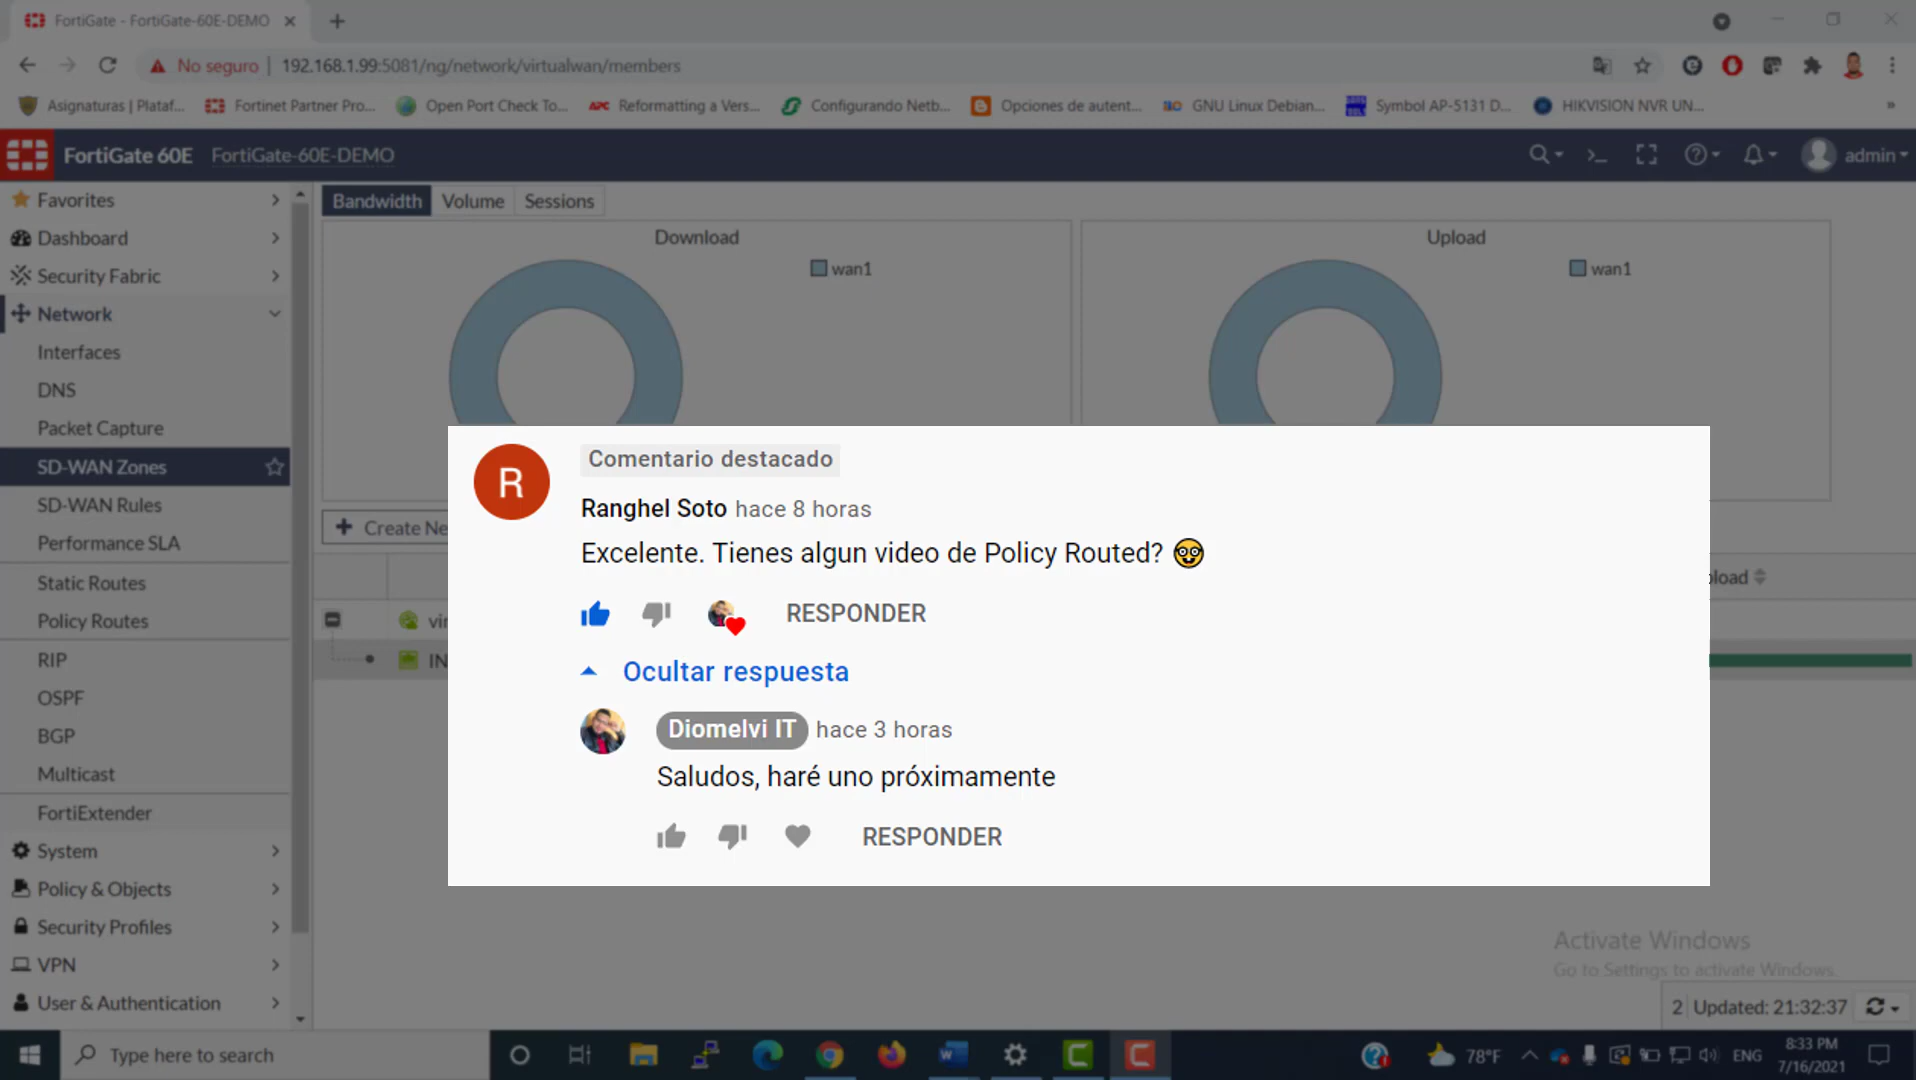 FortiGate - FortiGate-60E-DEMO
No seguro | 192.168.1.99:5081/ng/network/virtualwan/members
Asignaturas | Plataf...
Fortinet Partner Pro...
Open Port Check To...
APC Reformatting a Vers...
Configurando Netb...
Opciones de autent...
GNU Linux Debian...
Symbol AP-5131 D...
HIKVISION NVR UN...
FortiGate 60E FortiGate-60E-DEMO
admin
Favorites
Dashboard
Security Fabric
Network
Interfaces
DNS
Packet Capture
SD-WAN Zones
SD-WAN Rules
Performance SLA
Static Routes
Policy Routes
RIP
OSPF
BGP
Multicast
FortiExtender
System
Policy & Objects
Security Profiles
VPN
User & Authentication
Bandwidth Volume Sessions
Download
wan1
Upload
wan1
Create Ne
pload
vir
IN
R
Comentario destacado
Ranghel Soto hace 8 horas
Excelente. Tienes algun video de Policy Routed?
RESPONDER
Ocultar respuesta
Diomelvi IT hace 3 horas
Saludos, haré uno próximamente
RESPONDER
Activate Windows
Go to Settings to activate Windows.
2 Updated: 21:32:37
Type here to search
78°F
ENG
8:33 PM
7/16/2021